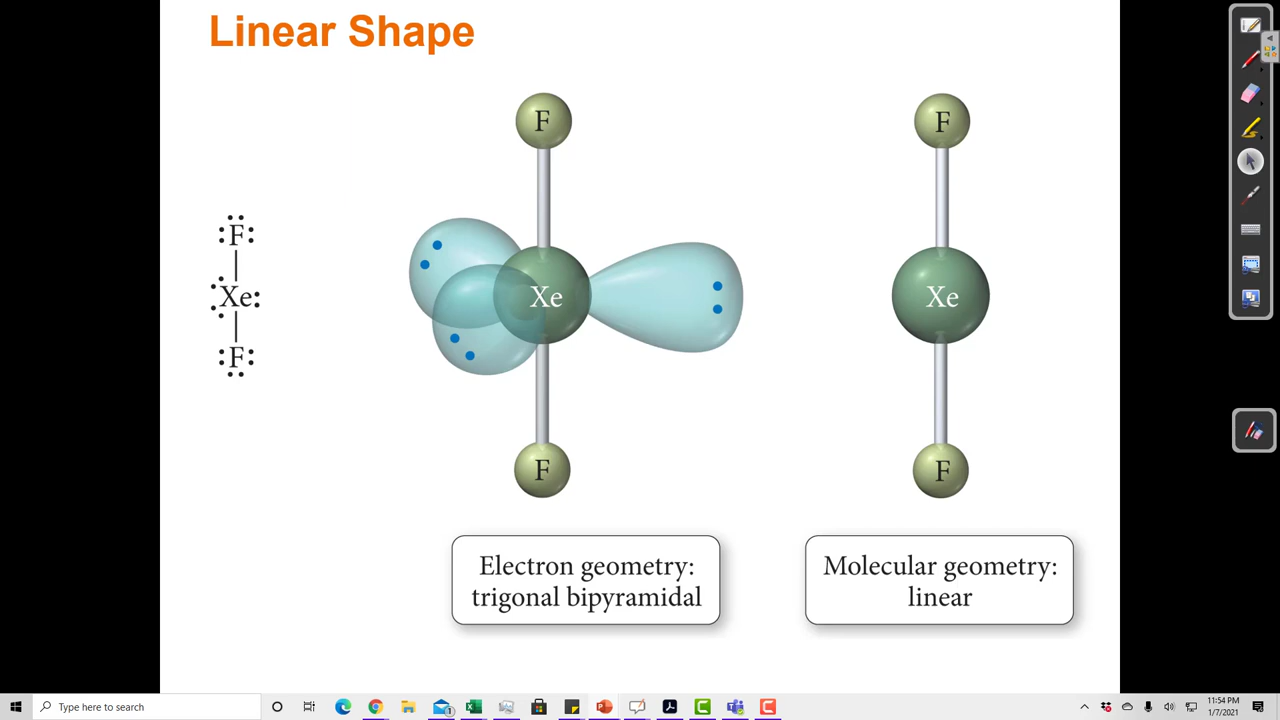 Linear Shape
F
Xe
F
F
Xe
F
F
Xe
F
Electron geometry:
trigonal bipyramidal
Molecular geometry:
linear
Type here to search
11:54 PM
1/7/2021